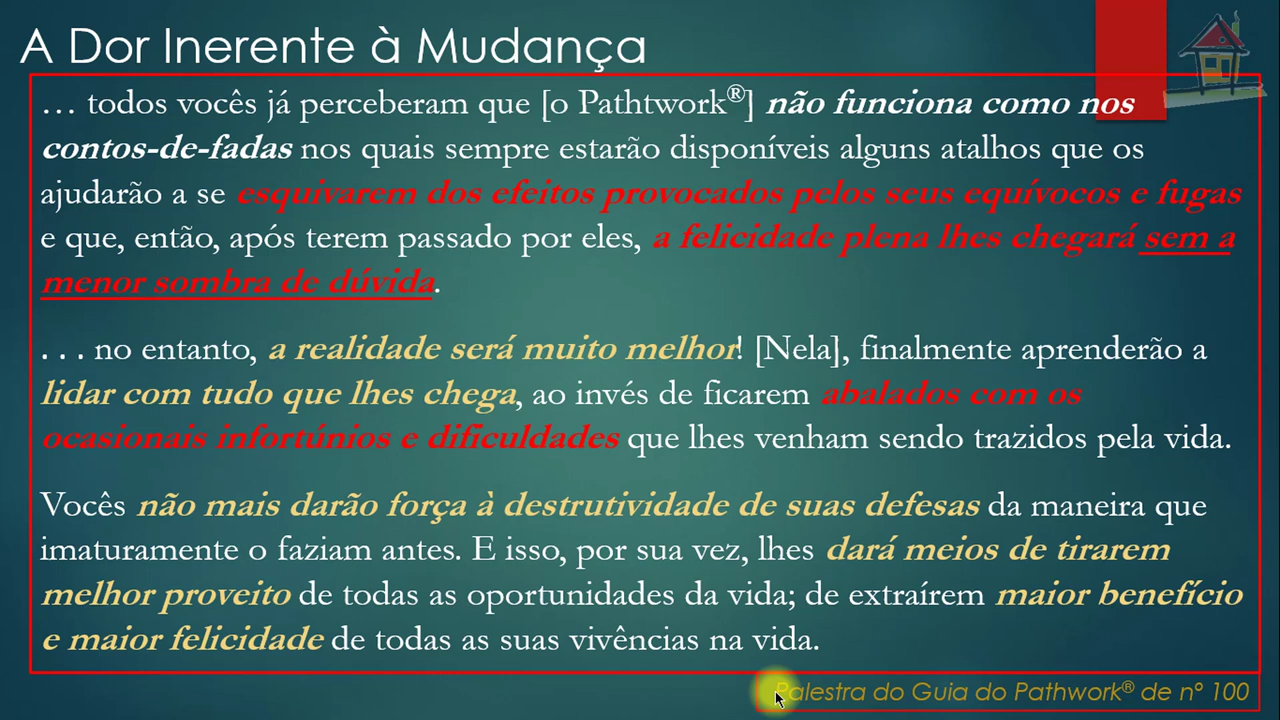 A Dor Inerente à Mudança
… todos vocês já perceberam que [o Pathtwork®] não funciona como nos
contos-de-fadas nos quais sempre estarão disponíveis alguns atalhos que os
ajudarão a se esquivarem dos efeitos provocados pelos seus equívocos e fugas
e que, então, após terem passado por eles, a felicidade plena lhes chegará sem a
menor sombra de dúvida.
. . . no entanto, a realidade será muito melhor! [Nela], finalmente aprenderão a
lidar com tudo que lhes chega, ao invés de ficarem abalados com os
ocasionais infortúnios e dificuldades que lhes venham sendo trazidos pela vida.
Vocês não mais darão força à destrutividade de suas defesas da maneira que
imaturamente o faziam antes. E isso, por sua vez, lhes dará meios de tirarem
melhor proveito de todas as oportunidades da vida; de extraírem maior benefício
e maior felicidade de todas as suas vivências na vida.
Palestra do Guia do Pathwork® de nº 100